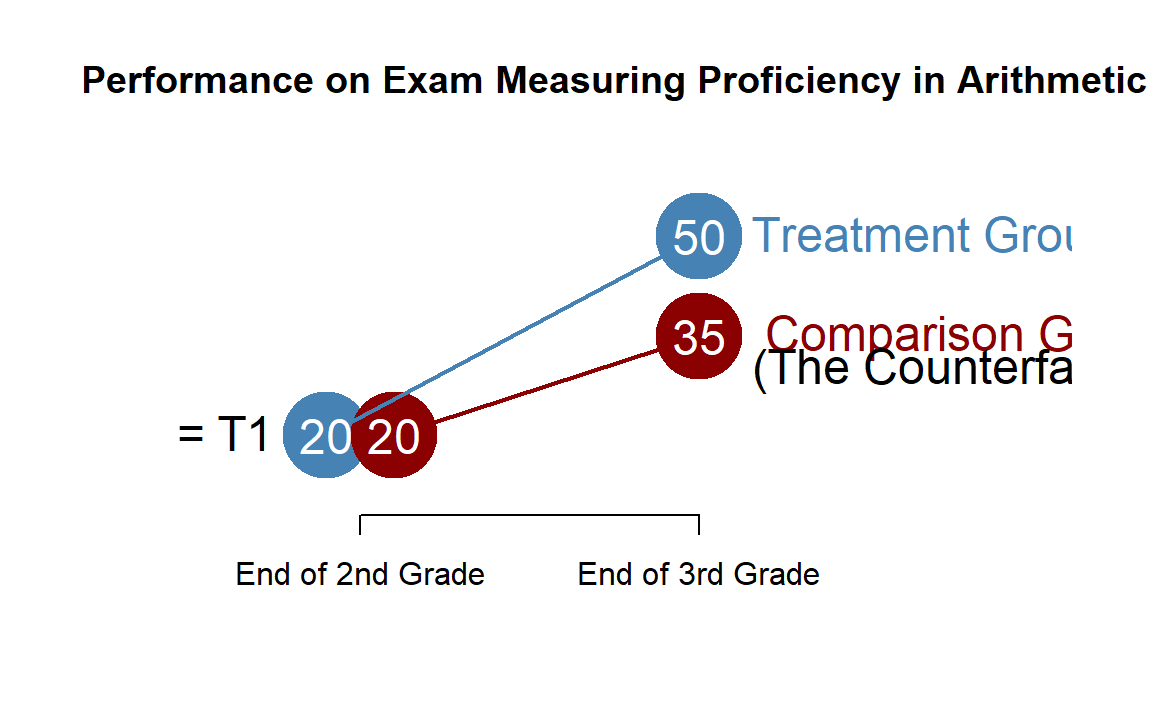 Performance on Exam Measuring Proficiency in Arithmetic
50 Treatment Grou
35 Comparison G
(The Counterfa
= T1 20 20
End of 2nd Grade End of 3rd Grade